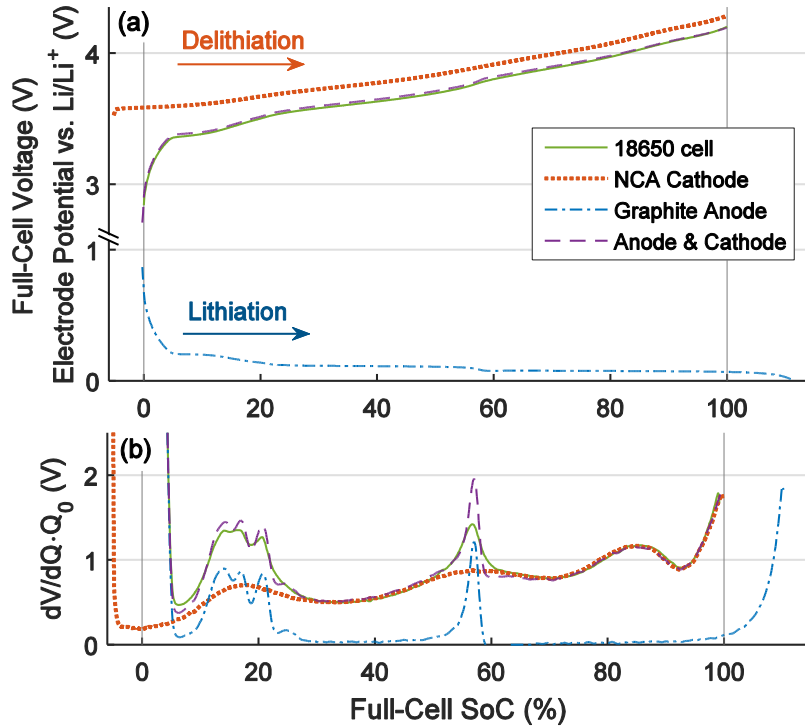 (a)
Delithiation
Full-Cell Voltage (V)
Electrode Potential vs. Li/Li⁺ (V)
4
3
1
0
18650 cell
NCA Cathode
Graphite Anode
Anode & Cathode
Lithiation
0 20 40 60 80 100
(b)
dV/dQ·Q₀ (V)
2
1
0
0 20 40 60 80 100
Full-Cell SoC (%)